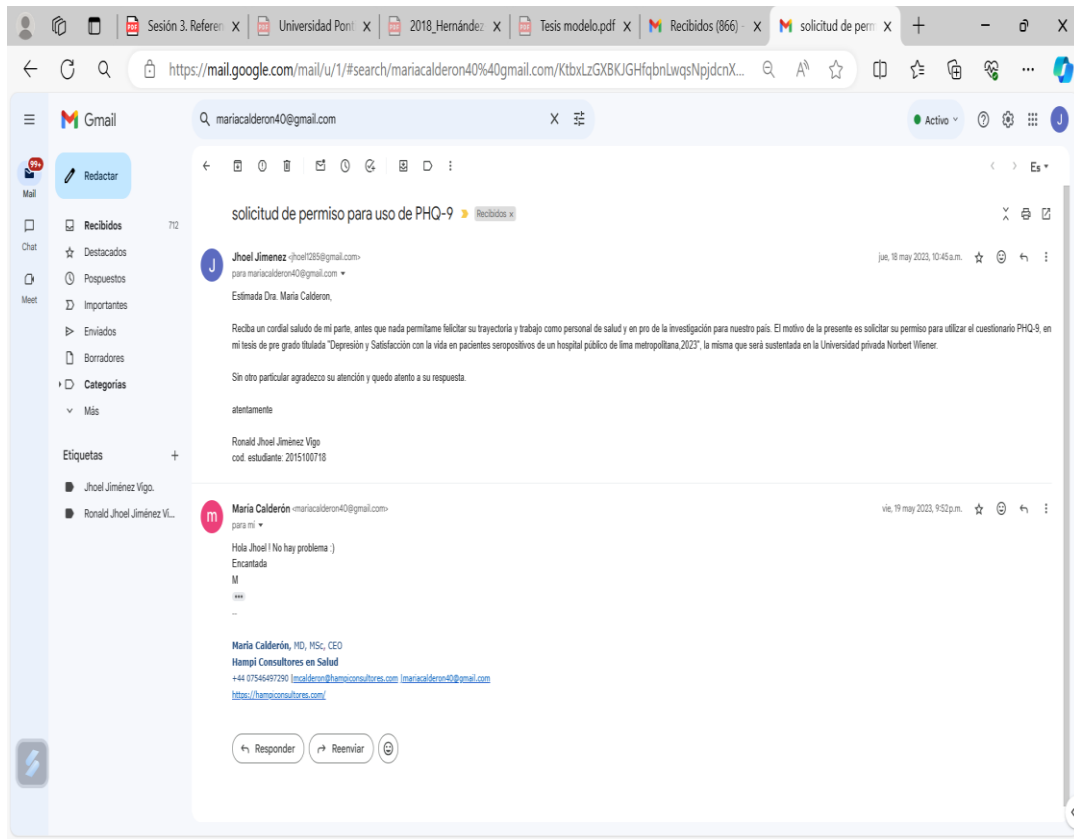 Sesión 3. Referen X
Universidad Pont X
2018_Hernández- X
Tesis modelo.pdf X
Recibidos (866) - X
solicitud de perm X
https://mail.google.com/mail/u/1/#search/mariacalderon40%40gmail.com/KtbxLzGXBKJGHfqbnLwqsNpjdcnX...
Gmail
mariacalderon40@gmail.com
Activo
J
99+
Mail
Redactar
Es
Chat
Meet
Recibidos 712
Destacados
Pospuestos
Importantes
Enviados
Borradores
Categorías
Más
Etiquetas +
Jhoel Jiménez Vigo.
Ronald Jhoel Jiménez Vi...
solicitud de permiso para uso de PHQ-9 Recibidos x
J
Jhoel Jimenez <jhoel1285@gmail.com> jue, 18 may 2023, 10:45 a.m.
para mariacalderon40@gmail.com
Estimada Dra. Maria Calderon,
Reciba un cordial saludo de mi parte, antes que nada permítame felicitar su trayectoria y trabajo como personal de salud y en pro de la investigación para nuestro país. El motivo de la presente es solicitar su permiso para utilizar el cuestionario PHQ-9, en
mi tesis de pre grado titulada "Depresión y Satisfacción con la vida en pacientes seropositivos de un hospital público de lima metropolitana,2023", la misma que será sustentada en la Universidad privada Norbert Wiener.
Sin otro particular agradezco su atención y quedo atento a su respuesta.
atentamente
Ronald Jhoel Jiménez Vigo
cod. estudiante: 2015100718
m
María Calderón <mariacalderon40@gmail.com> vie, 19 may 2023, 9:52 p.m.
para mí
Hola Jhoel ! No hay problema :)
Encantada
M
...
--
Maria Calderón, MD, MSc, CEO
Hampi Consultores en Salud
+44 07546497290 |mcalderon@hampiconsultores.com |mariacalderon40@gmail.com
https://hampiconsultores.com/
Responder
Reenviar